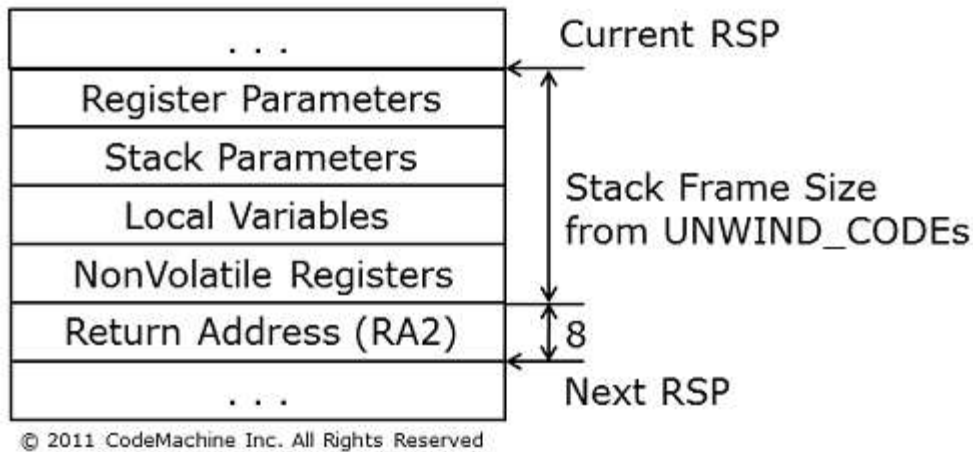 . . .
Current RSP
Register Parameters
Stack Parameters
Local Variables
NonVolatile Registers
Stack Frame Size
from UNWIND_CODEs
Return Address (RA2)
8
. . .
Next RSP
© 2011 CodeMachine Inc. All Rights Reserved